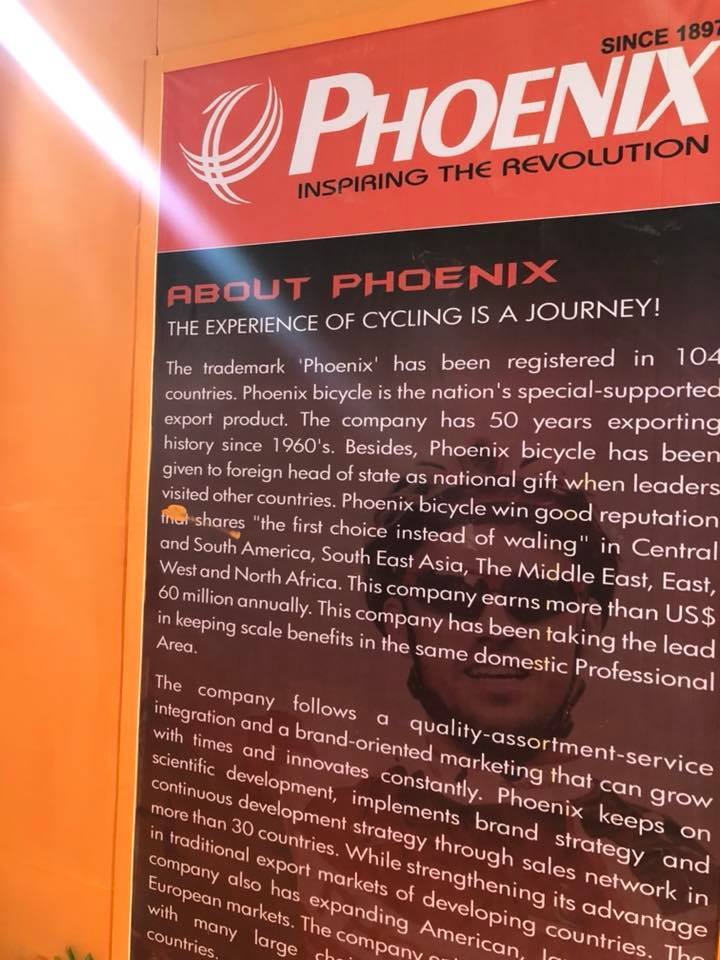 SINCE 1897
PHOENIX
INSPIRING THE REVOLUTION
ABOUT PHOENIX
THE EXPERIENCE OF CYCLING IS A JOURNEY!
The trademark 'Phoenix' has been registered in 104
countries. Phoenix bicycle is the nation's special-supported
export product. The company has 50 years exporting
history since 1960's. Besides, Phoenix bicycle has been
given to foreign head of state as national gift when leaders
visited other countries. Phoenix bicycle win good reputation
that shares "the first choice instead of waling" in Central
and South America, South East Asia, The Middle East, East,
West and North Africa. This company earns more than US$
60 million annually. This company has been taking the lead
in keeping scale benefits in the same domestic Professional
Area.
The company follows a quality-assortment-service
integration and a brand-oriented marketing that can grow
with times and innovates constantly. Phoenix keeps on
scientific development, implements brand strategy and
continuous development strategy through sales network in
more than 30 countries. While strengthening its advantage
in traditional export markets of developing countries. The
company also has expanding American,
European markets. The company
with many large
countries.